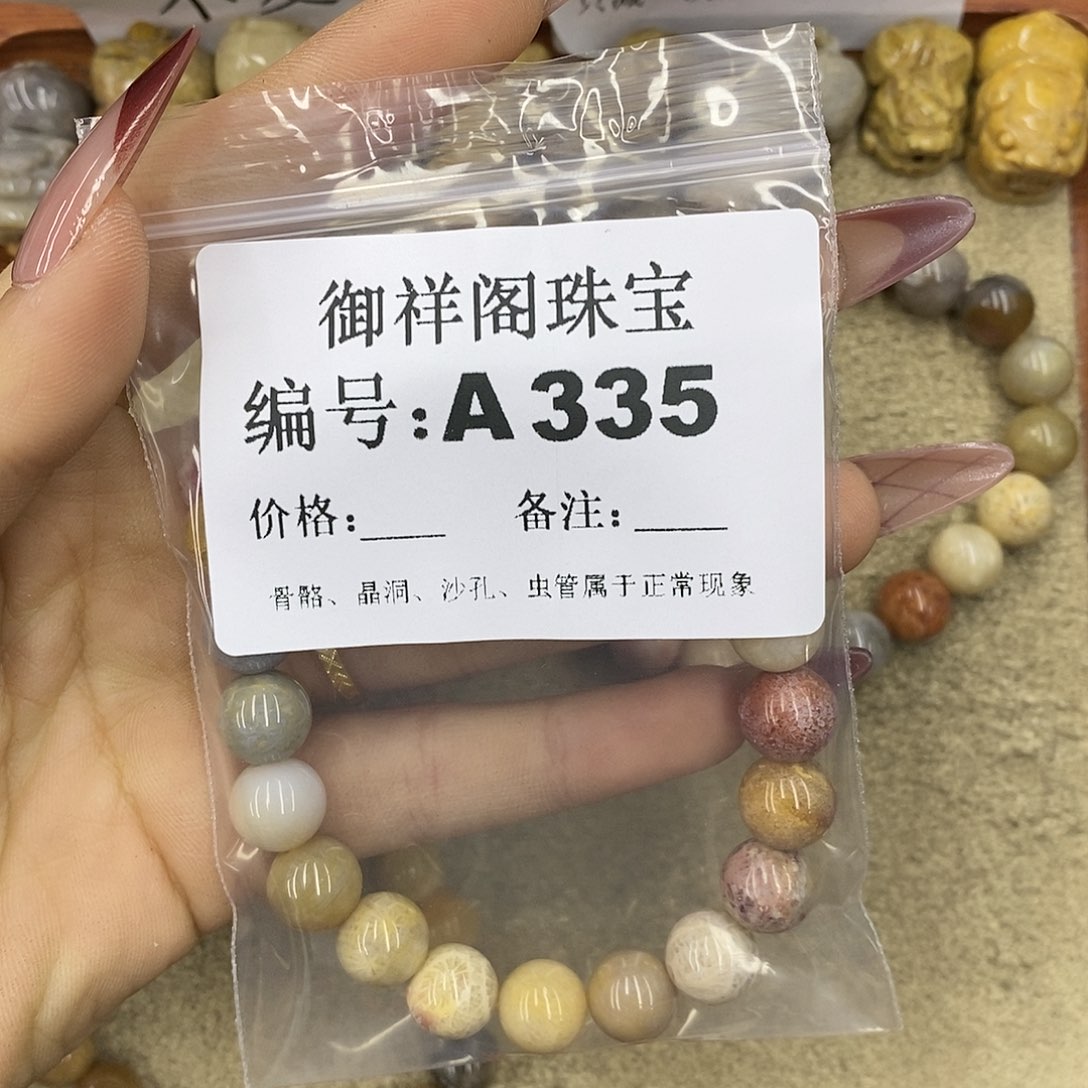 御祥阁珠宝
编号:A335
价格:____ 备注:____
骨骼、晶洞、沙孔、虫管属于正常现象